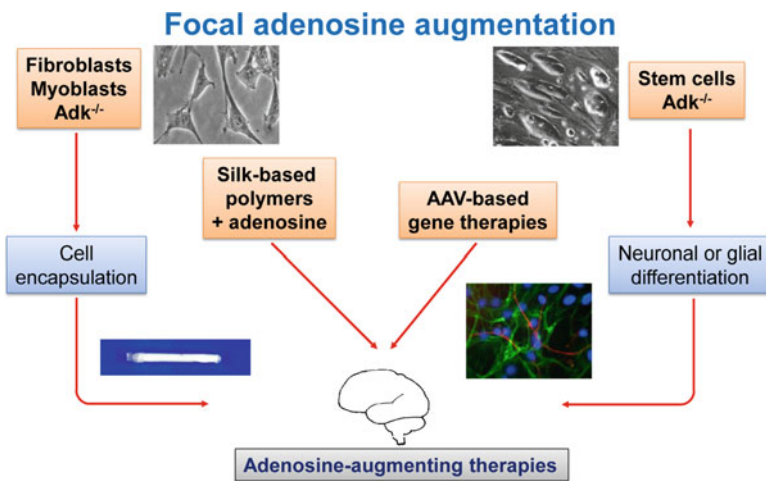 Focal adenosine augmentation
Fibroblasts
Myoblasts
Adk-/-
Stem cells
Adk-/-
Silk-based
polymers
+ adenosine
AAV-based
gene therapies
Cell
encapsulation
Neuronal or glial
differentiation
Adenosine-augmenting therapies